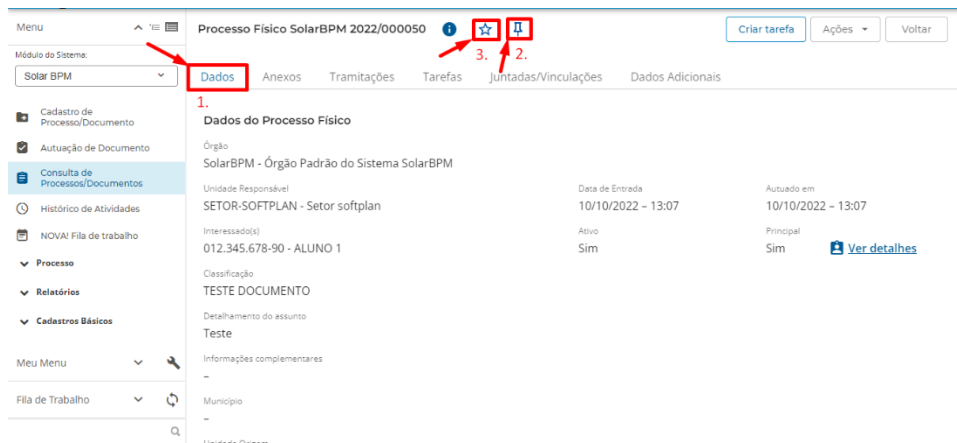 Menu
Processo Físico SolarBPM 2022/000050
Criar tarefa
Ações
Voltar
3.
2.
Módulo do Sistema:
Solar BPM
Dados
Anexos
Tramitações
Tarefas
Juntadas/Vinculações
Dados Adicionais
1.
Cadastro de
Processo/Documento
Autuação de Documento
Consulta de
Processos/Documentos
Histórico de Atividades
NOVA! Fila de trabalho
Processo
Relatórios
Cadastros Básicos
Meu Menu
Fila de Trabalho
Dados do Processo Físico
Órgão
SolarBPM - Órgão Padrão do Sistema SolarBPM
Unidade Responsável
SETOR-SOFTPLAN - Setor softplan
Data de Entrada
10/10/2022 – 13:07
Autuado em
10/10/2022 – 13:07
Interessado(s)
012.345.678-90 - ALUNO 1
Ativo
Sim
Principal
Sim
Ver detalhes
Classificação
TESTE DOCUMENTO
Detalhamento do assunto
Teste
Informações complementares
–
Município
–
Unidade Origem